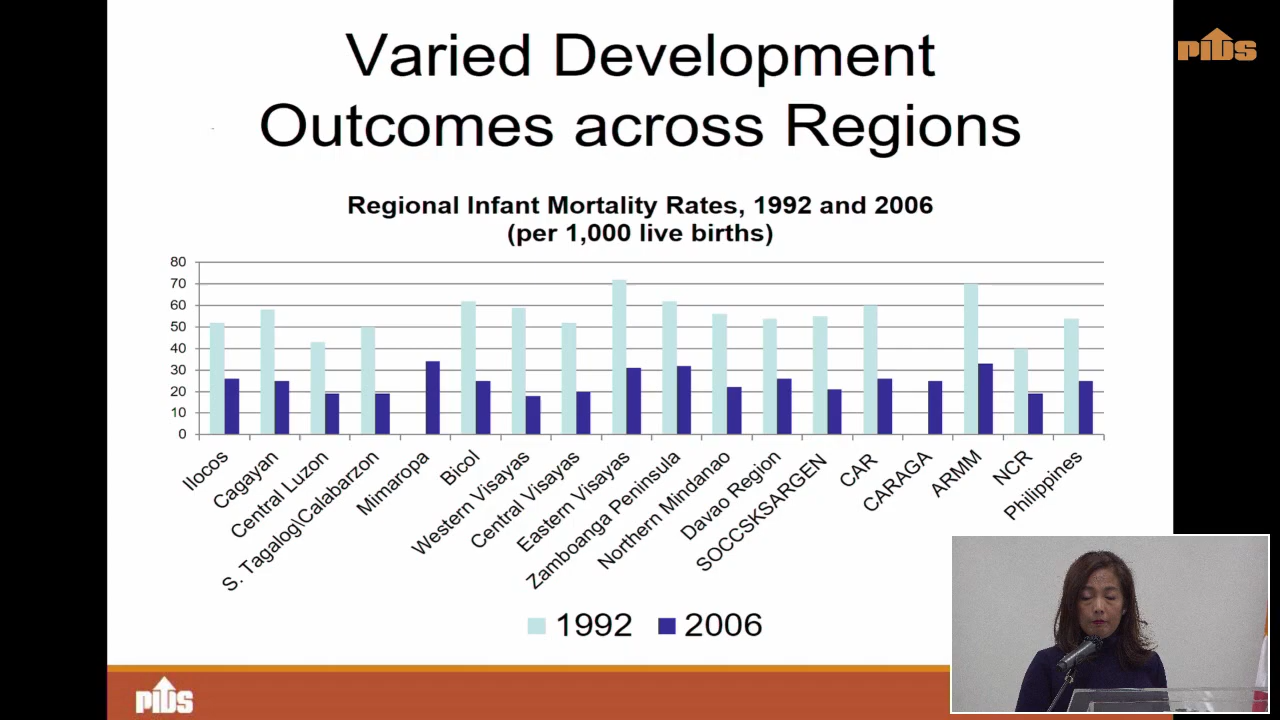 Varied Development
Outcomes across Regions
PIDS
Regional Infant Mortality Rates, 1992 and 2006
(per 1,000 live births)
80
70
60
50
40
30
20
10
0
Ilocos
Cagayan
Central Luzon
S. Tagalog\Calabarzon
Mimaropa
Bicol
Western Visayas
Central Visayas
Eastern Visayas
Zamboanga Peninsula
Northern Mindanao
Davao Region
SOCCSKSARGEN
CAR
CARAGA
ARMM
NCR
Philippines
1992 2006
PIDS